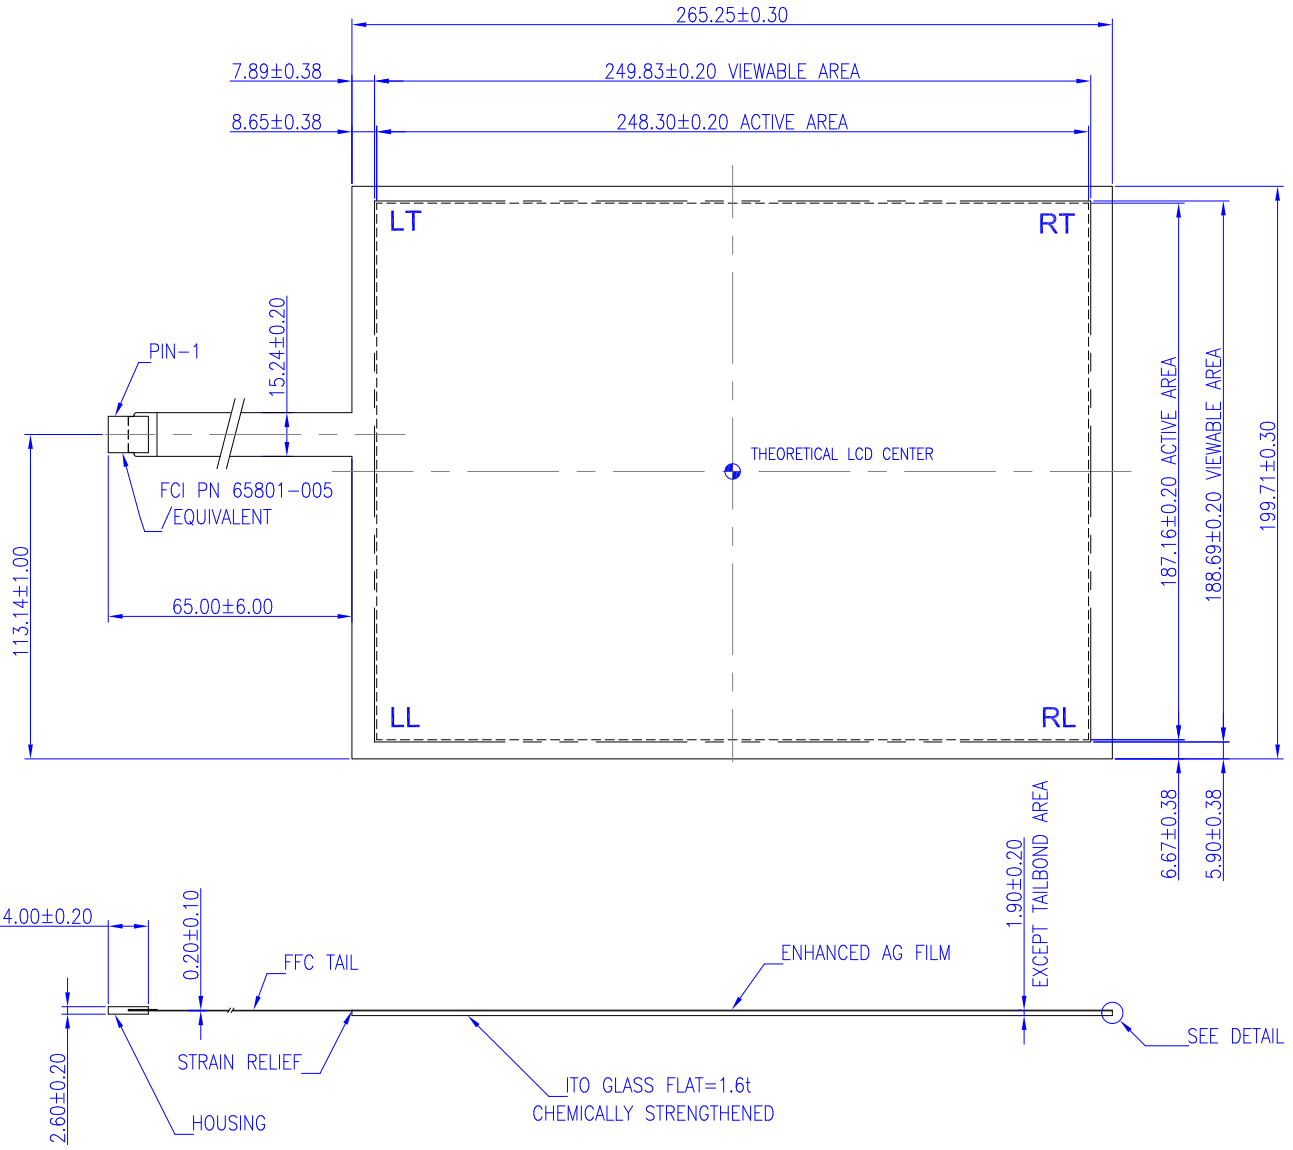 265.25±0.30
7.89±0.38
249.83±0.20 VIEWABLE AREA
8.65±0.38
248.30±0.20 ACTIVE AREA
LT
RT
15.24±0.20
PIN-1
187.16±0.20 ACTIVE AREA
188.69±0.20 VIEWABLE AREA
199.71±0.30
THEORETICAL LCD CENTER
FCI PN 65801-005
/EQUIVALENT
113.14±1.00
65.00±6.00
LL
RL
6.67±0.38
5.90±0.38
1.90±0.20
EXCEPT TAILBOND AREA
4.00±0.20
0.20±0.10
FFC TAIL
ENHANCED AG FILM
SEE DETAIL
STRAIN RELIEF
2.60±0.20
HOUSING
ITO GLASS FLAT=1.6t
CHEMICALLY STRENGTHENED